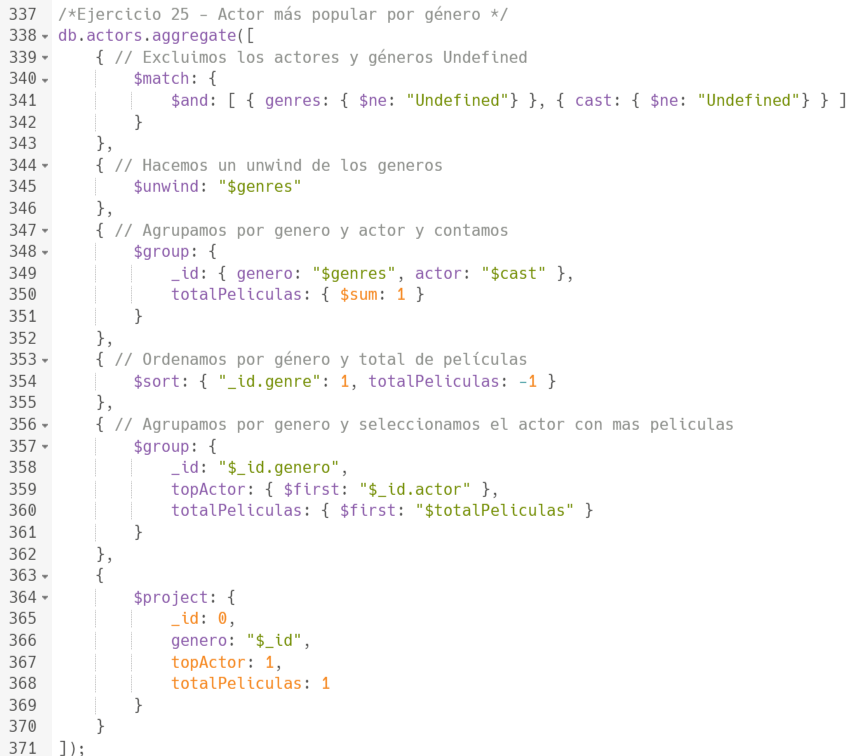 337 /*Ejercicio 25 - Actor más popular por género */
338 db.actors.aggregate([
339     { // Excluimos los actores y géneros Undefined
340         $match: {
341             $and: [ { genres: { $ne: "Undefined"} }, { cast: { $ne: "Undefined"} } ]
342         }
343     },
344     { // Hacemos un unwind de los generos
345         $unwind: "$genres"
346     },
347     { // Agrupamos por genero y actor y contamos
348         $group: {
349             _id: { genero: "$genres", actor: "$cast" },
350             totalPeliculas: { $sum: 1 }
351         }
352     },
353     { // Ordenamos por género y total de películas
354         $sort: { "_id.genre": 1, totalPeliculas: -1 }
355     },
356     { // Agrupamos por genero y seleccionamos el actor con mas peliculas
357         $group: {
358             _id: "$_id.genero",
359             topActor: { $first: "$_id.actor" },
360             totalPeliculas: { $first: "$totalPeliculas" }
361         }
362     },
363     {
364         $project: {
365             _id: 0,
366             genero: "$_id",
367             topActor: 1,
368             totalPeliculas: 1
369         }
370     }
371 ]);